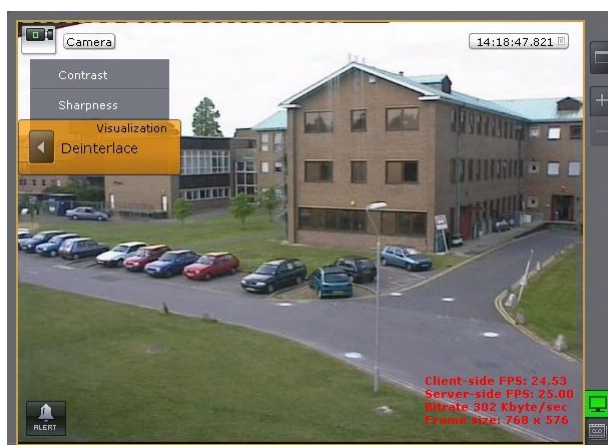 Camera
14:18:47.821
Contrast
Sharpness
Visualization
Deinterlace
Client-side FPS: 24.53
Server-side FPS: 25.00
Bitrate 302 Kbyte/sec
Frame size: 768 x 576
ALERT